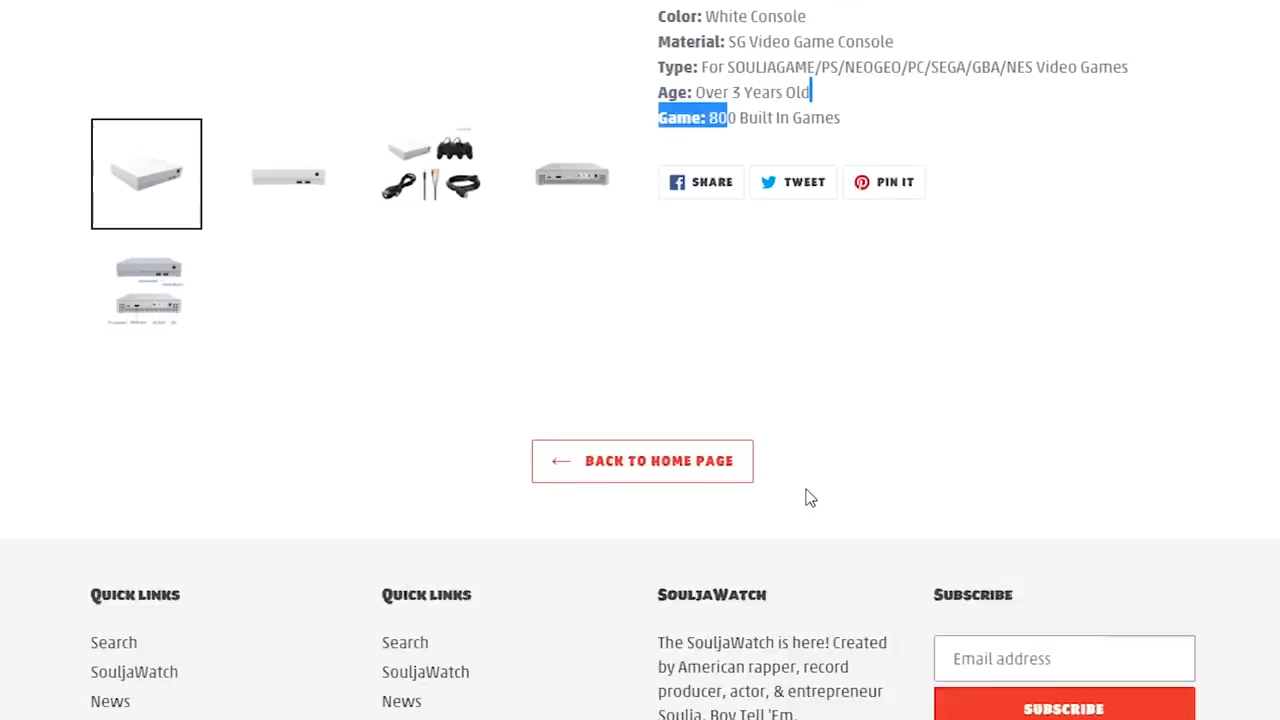 Color: White Console
Material: SG Video Game Console
Type: For SOULJAGAME/PS/NEOGEO/PC/SEGA/GBA/NES Video Games
Age: Over 3 Years Old
Game: 800 Built In Games
SHARE
TWEET
PIN IT
← BACK TO HOME PAGE
Quick links
Search
SouljaWatch
News
Quick links
Search
SouljaWatch
News
SouljaWatch
The SouljaWatch is here! Created
by American rapper, record
producer, actor, & entrepreneur
Soulja. Boy Tell 'Em.
Subscribe
Email address
SUBSCRIBE